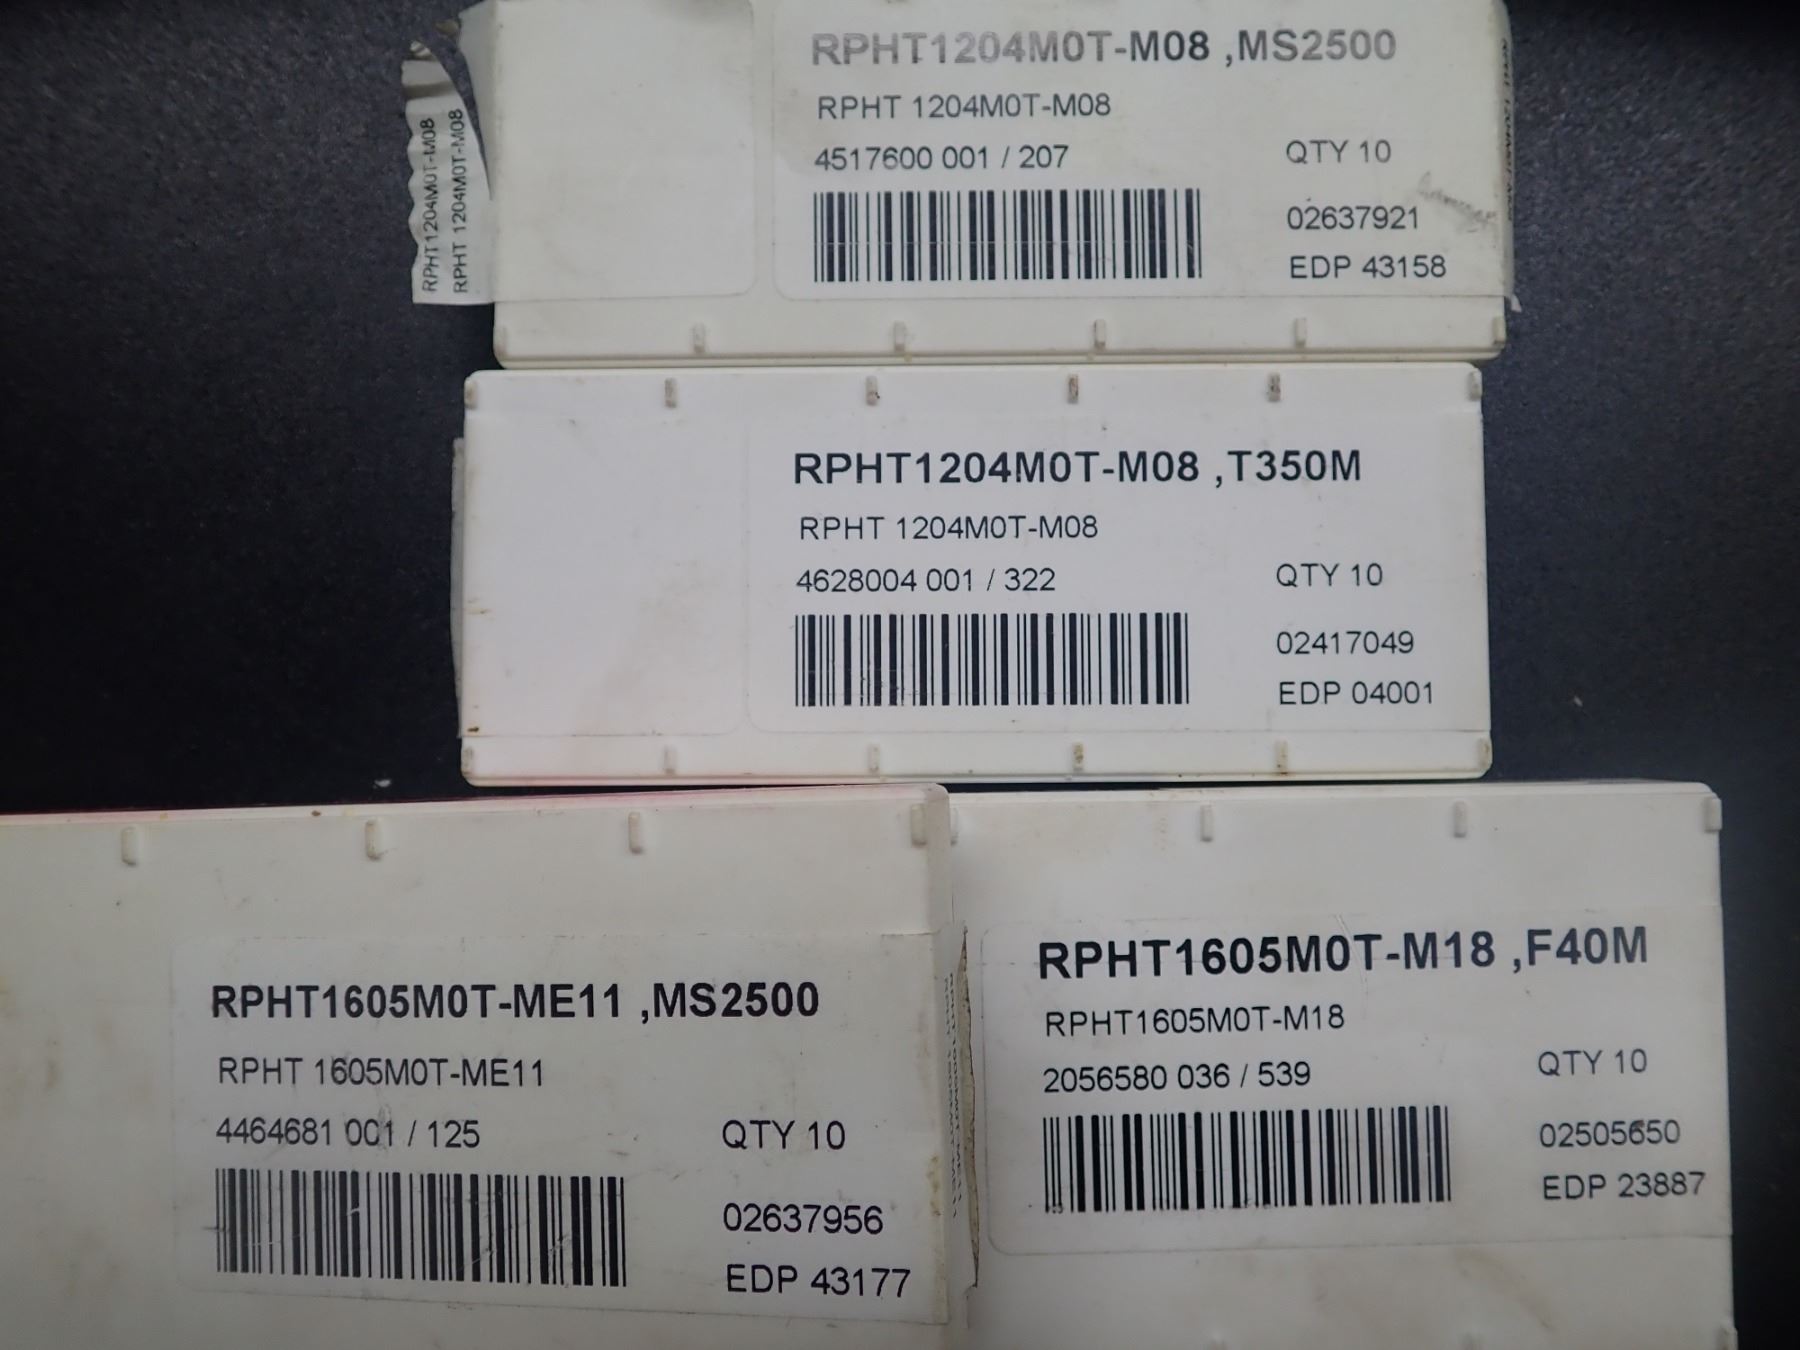 RPHT1204M0T-M08 ,MS2500
RPHT 1204M0T-M08
4517600 001 / 207
QTY 10
02637921
EDP 43158
RPHT1204M0T-M08
RPHT 1204M0T-M08
RPHT1204M0T-M08 ,T350M
RPHT 1204M0T-M08
4628004 001 / 322
QTY 10
02417049
EDP 04001
RPHT1605M0T-ME11 ,MS2500
RPHT 1605M0T-ME11
4464681 001 / 125
QTY 10
02637956
EDP 43177
RPHT1605M0T-M18 ,F40M
RPHT1605M0T-M18
2056580 036 / 539
QTY 10
02505650
EDP 23887